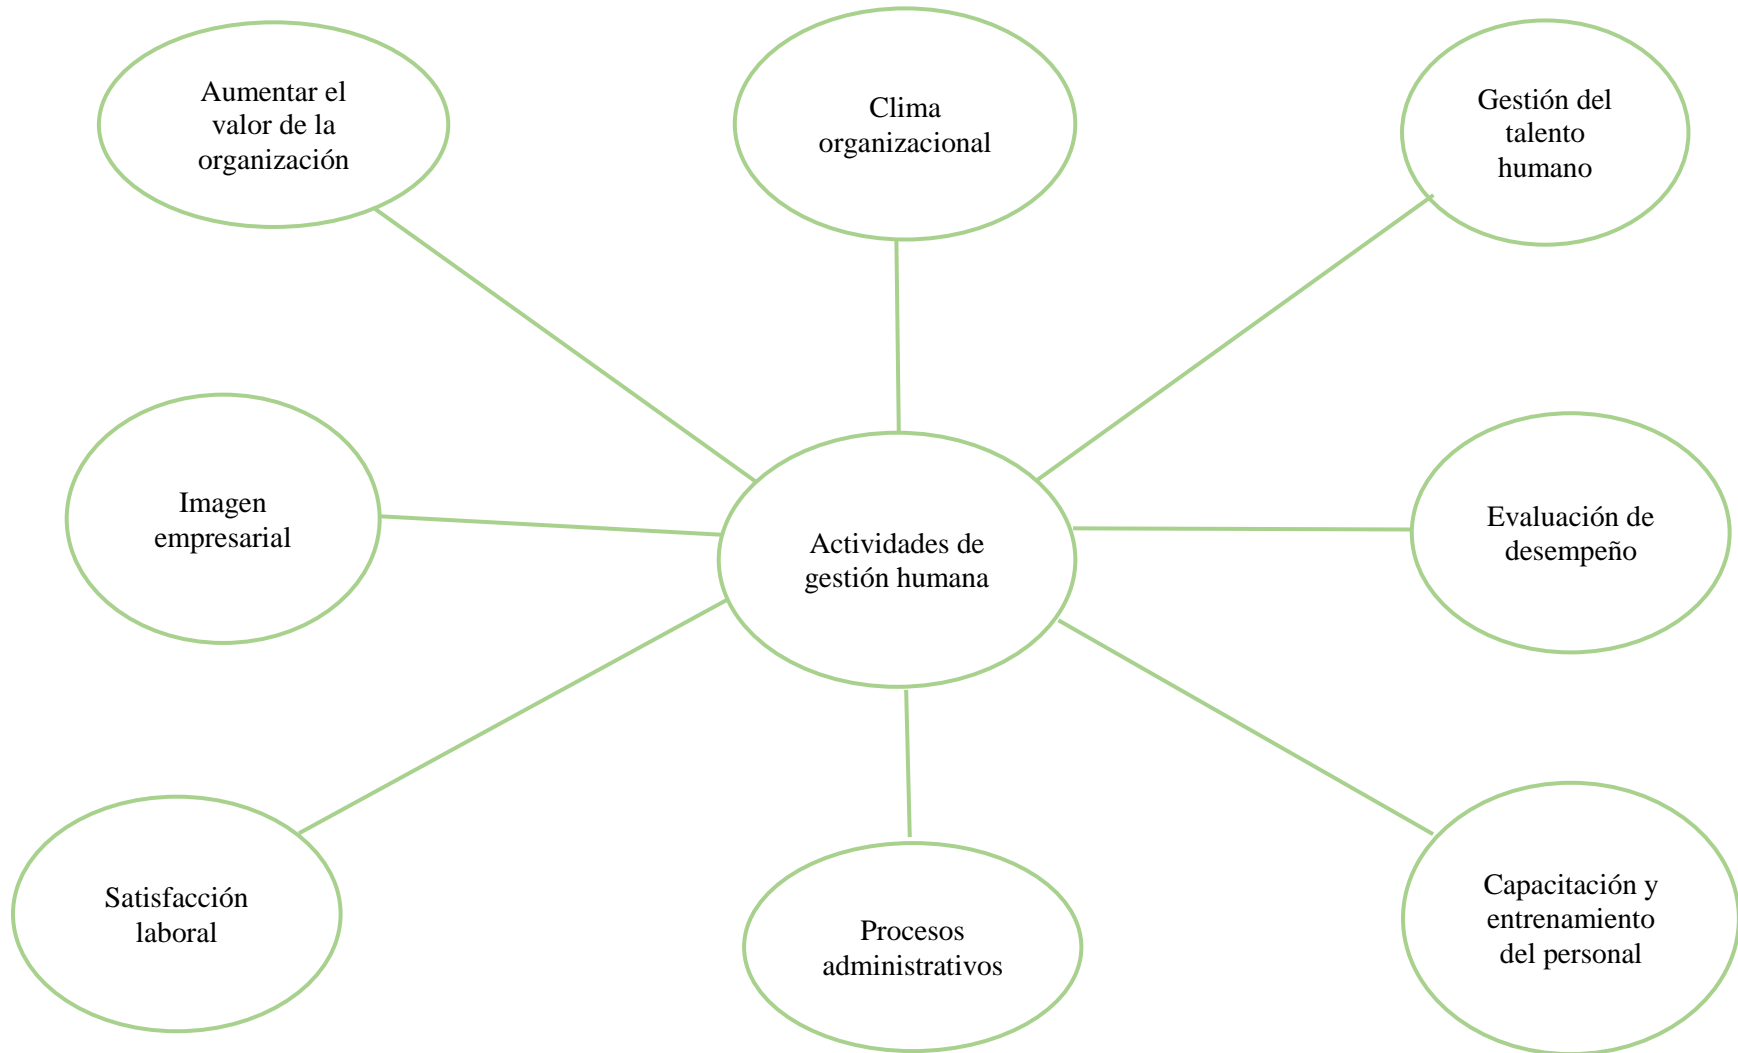 Aumentar el
valor de la
organización
Clima
organizacional
Gestión del
talento
humano
Imagen
empresarial
Actividades de
gestión humana
Evaluación de
desempeño
Satisfacción
laboral
Procesos
administrativos
Capacitación y
entrenamiento
del personal